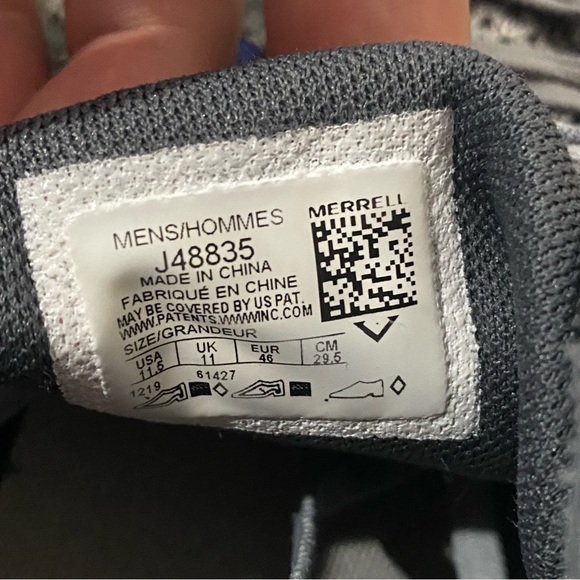 MENS/HOMMES
MERRELL
J48835
MADE IN CHINA
FABRIQUÉ EN CHINE
MAY BE COVERED BY US PAT.
WWW.PATENTS.WWWINC.COM
SIZE/GRANDEUR
USA UK EUR CM
11.5 11 46 29.5
1219 61427